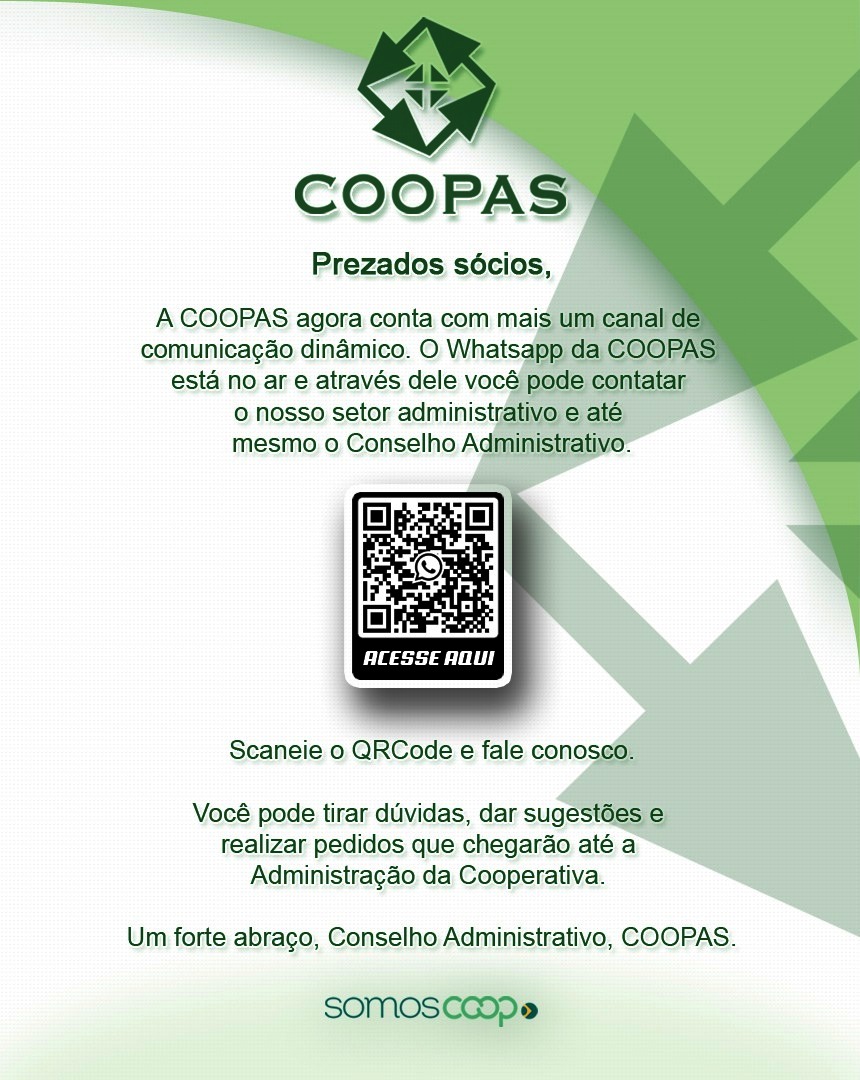 COOPAS
Prezados sócios,
A COOPAS agora conta com mais um canal de
comunicação dinâmico. O Whatsapp da COOPAS
está no ar e através dele você pode contatar
o nosso setor administrativo e até
mesmo o Conselho Administrativo.
ACESSE AQUI
Scaneie o QRCode e fale conosco.
Você pode tirar dúvidas, dar sugestões e
realizar pedidos que chegarão até a
Administração da Cooperativa.
Um forte abraço, Conselho Administrativo, COOPAS.
somoscoop